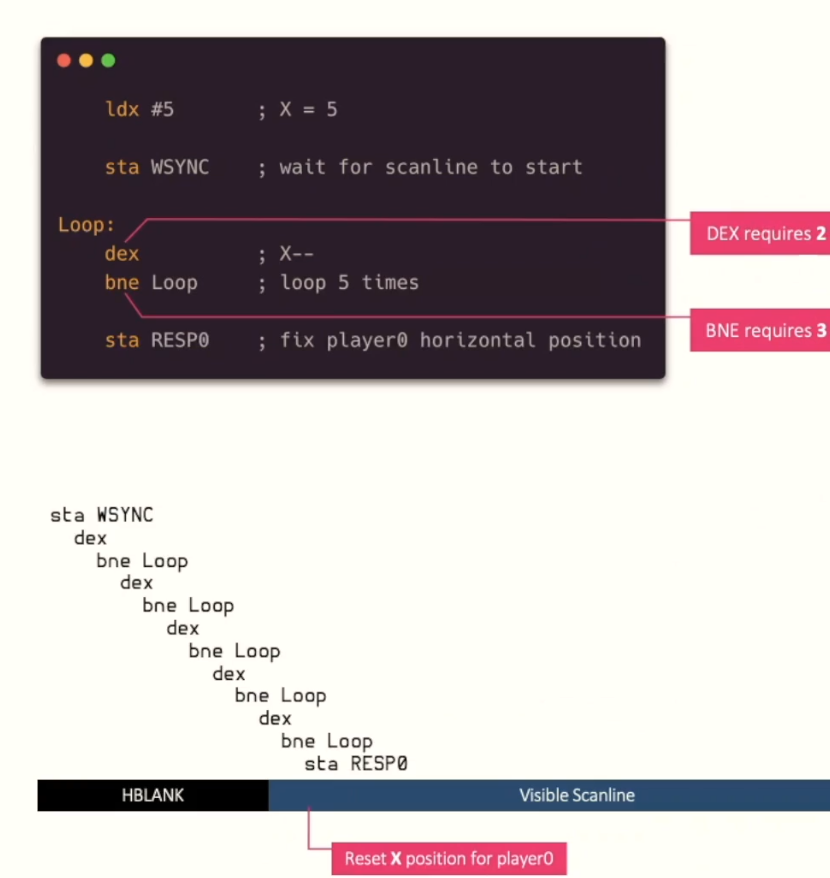 ldx #5 ; X = 5
sta WSYNC ; wait for scanline to start
Loop:
dex ; X--
bne Loop ; loop 5 times
sta RESP0 ; fix player0 horizontal position
DEX requires 2
BNE requires 3
sta WSYNC
dex
bne Loop
dex
bne Loop
dex
bne Loop
dex
bne Loop
dex
bne Loop
sta RESP0
HBLANK
Visible Scanline
Reset X position for player0